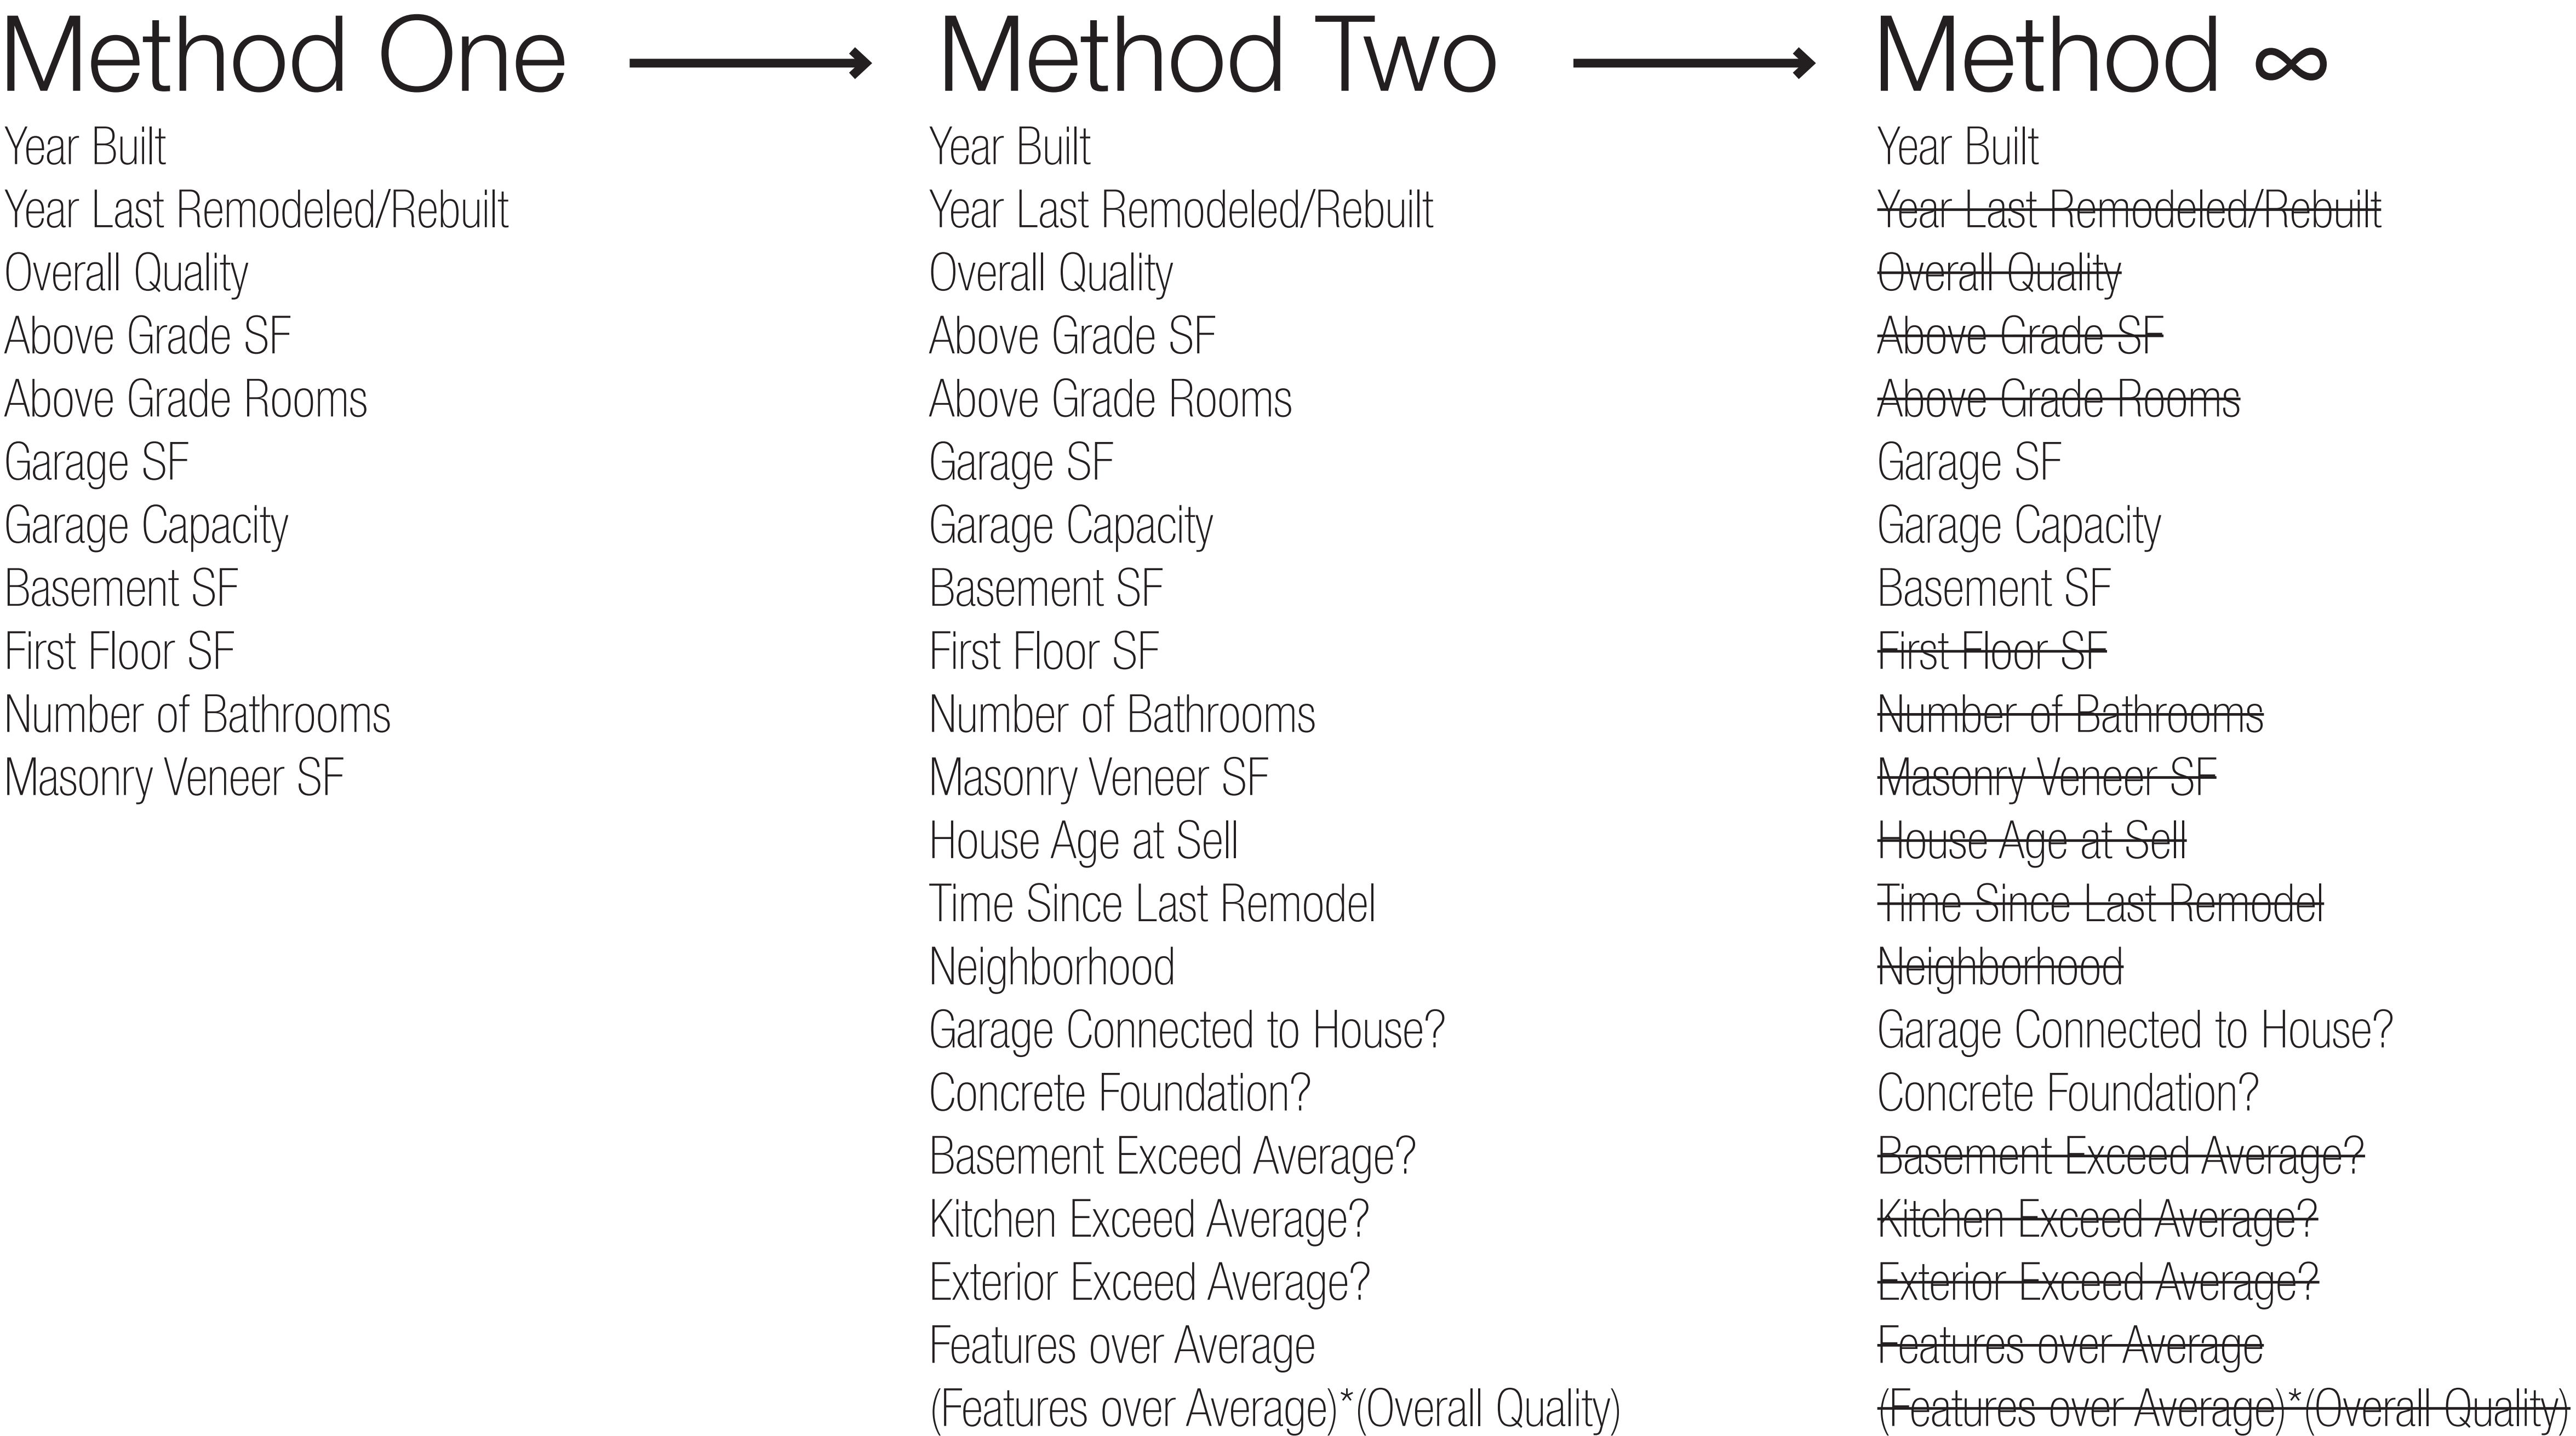 Method One → Method Two → Method ∞
Year Built
Year Last Remodeled/Rebuilt
Overall Quality
Above Grade SF
Above Grade Rooms
Garage SF
Garage Capacity
Basement SF
First Floor SF
Number of Bathrooms
Masonry Veneer SF
Year Built
Year Last Remodeled/Rebuilt
Overall Quality
Above Grade SF
Above Grade Rooms
Garage SF
Garage Capacity
Basement SF
First Floor SF
Number of Bathrooms
Masonry Veneer SF
House Age at Sell
Time Since Last Remodel
Neighborhood
Garage Connected to House?
Concrete Foundation?
Basement Exceed Average?
Kitchen Exceed Average?
Exterior Exceed Average?
Features over Average
(Features over Average)*(Overall Quality)
Year Built
Year Last Remodeled/Rebuilt
Overall Quality
Above Grade SF
Above Grade Rooms
Garage SF
Garage Capacity
Basement SF
First Floor SF
Number of Bathrooms
Masonry Veneer SF
House Age at Sell
Time Since Last Remodel
Neighborhood
Garage Connected to House?
Concrete Foundation?
Basement Exceed Average?
Kitchen Exceed Average?
Exterior Exceed Average?
Features over Average
(Features over Average)*(Overall Quality)